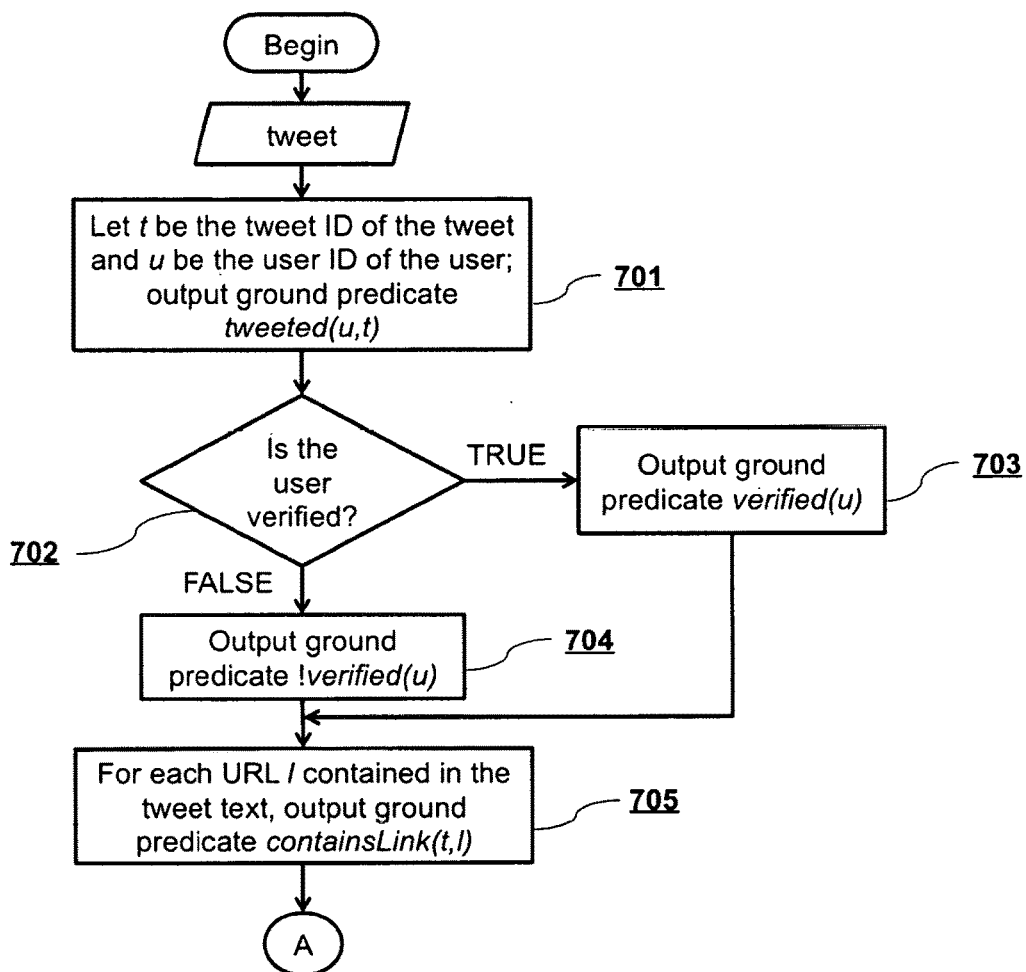 Begin
tweet
Let t be the tweet ID of the tweet
and u be the user ID of the user;
output ground predicate
tweeted(u,t)
701
Is the
user
verified?
TRUE
Output ground
predicate verified(u)
703
702
FALSE
Output ground
predicate !verified(u)
704
For each URL l contained in the
tweet text, output ground
predicate containsLink(t,l)
705
A